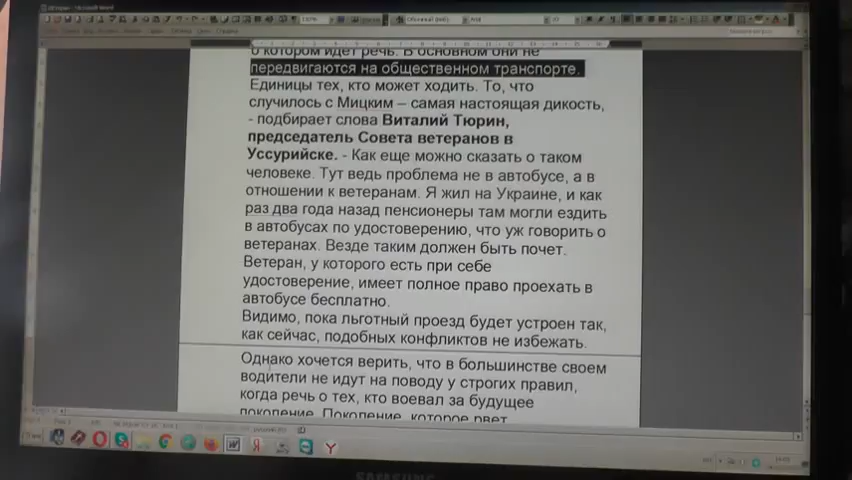 о котором идет речь. В основном они не
передвигаются на общественном транспорте.
Единицы тех, кто может ходить. То, что
случилось с Мицким – самая настоящая дикость,
- подбирает слова Виталий Тюрин,
председатель Совета ветеранов в
Уссурийске. - Как еще можно сказать о таком
человеке. Тут ведь проблема не в автобусе, а в
отношении к ветеранам. Я жил на Украине, и как
раз два года назад пенсионеры там могли ездить
в автобусах по удостоверению, что уж говорить о
ветеранах. Везде таким должен быть почет.
Ветеран, у которого есть при себе
удостоверение, имеет полное право проехать в
автобусе бесплатно.
Видимо, пока льготный проезд будет устроен так,
как сейчас, подобных конфликтов не избежать.
Однако хочется верить, что в большинстве своем
водители не идут на поводу у строгих правил,
когда речь о тех, кто воевал за будущее
поколение. Поколение, которое рвет
SAMSUNG